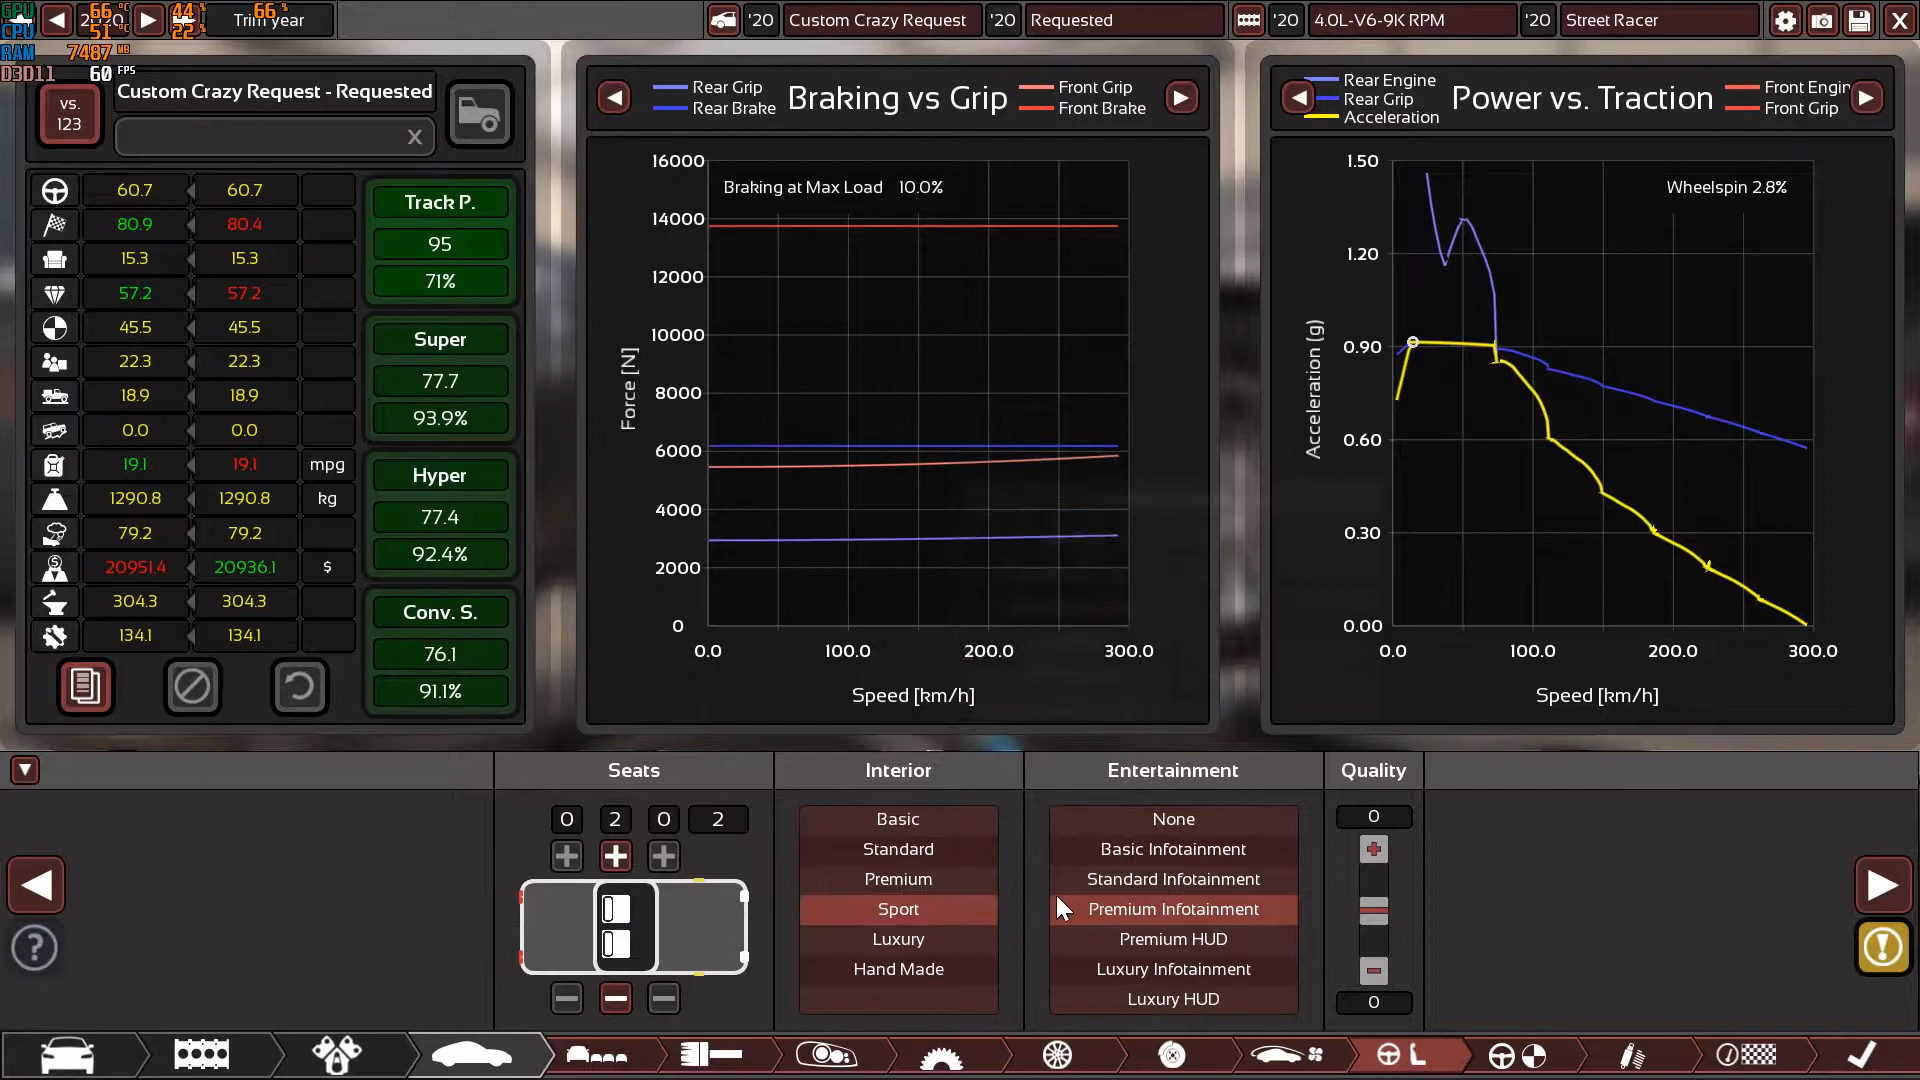 GPU 66 °C 44 % 66 %
CPU 51 °C 22 %
RAM 7487 MB
D3D11 60 FPS
Trim year
'20 Custom Crazy Request '20 Requested
'20 4.0L-V6-9K RPM '20 Street Racer
X
vs.
123
Custom Crazy Request - Requested
X
60.7 60.7
80.9 80.4
15.3 15.3
57.2 57.2
45.5 45.5
22.3 22.3
18.9 18.9
0.0 0.0
19.1 19.1 mpg
1290.8 1290.8 kg
79.2 79.2
20951.4 20936.1 $
304.3 304.3
134.1 134.1
Track P.
95
71%
Super
77.7
93.9%
Hyper
77.4
92.4%
Conv. S.
76.1
91.1%
Rear Grip
Rear Brake
Braking vs Grip
Front Grip
Front Brake
Braking at Max Load 10.0%
16000
14000
12000
10000
8000
6000
4000
2000
0
Force [N]
0.0 100.0 200.0 300.0
Speed [km/h]
Rear Engine
Rear Grip
Acceleration
Power vs. Traction
Front Engin
Front Grip
Wheelspin 2.8%
1.50
1.20
0.90
0.60
0.30
0.00
Acceleration (g)
0.0 100.0 200.0 300.0
Speed [km/h]
Seats
0 2 0 2
Interior
Basic
Standard
Premium
Sport
Luxury
Hand Made
Entertainment
None
Basic Infotainment
Standard Infotainment
Premium Infotainment
Premium HUD
Luxury Infotainment
Luxury HUD
Quality
0
0